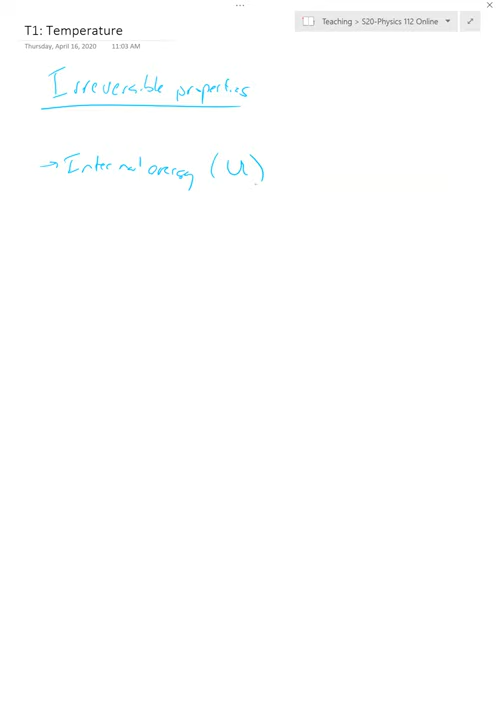 T1: Temperature
Teaching > S20-Physics 112 Online
Thursday, April 16, 2020 11:03 AM
Irreversible properties
→ Internal energy (U)